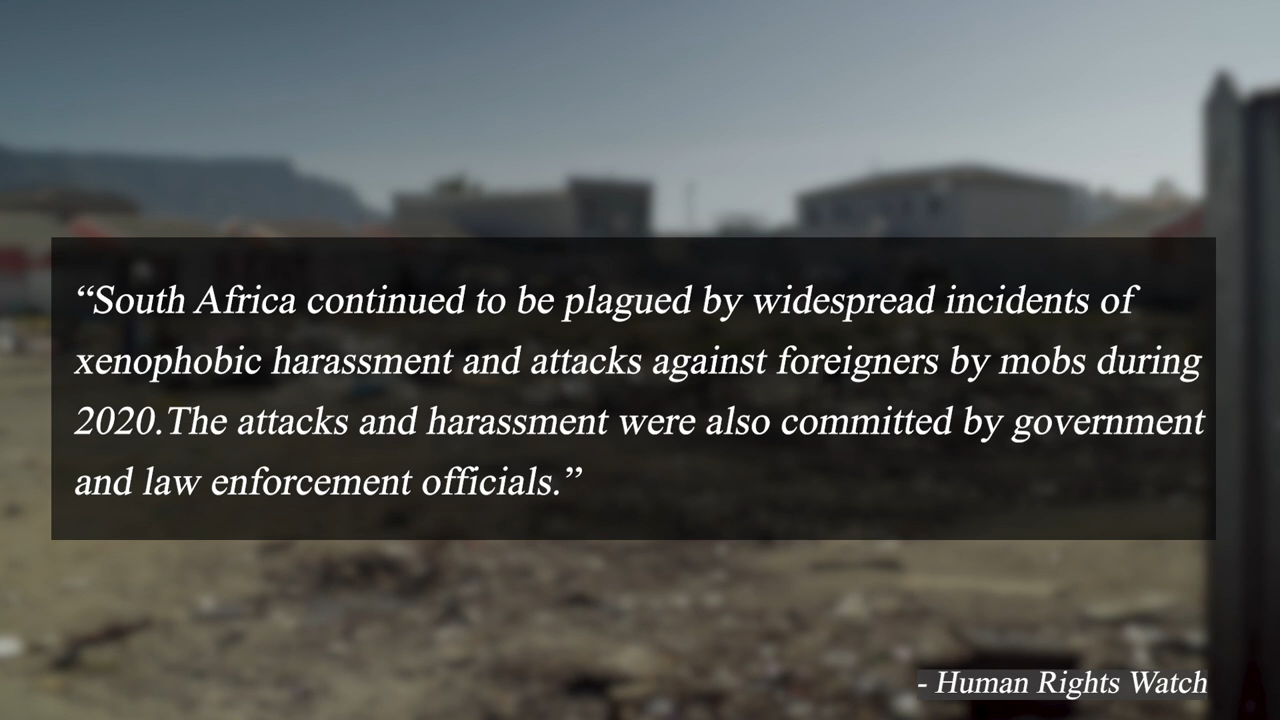 “South Africa continued to be plagued by widespread incidents of
xenophobic harassment and attacks against foreigners by mobs during
2020.The attacks and harassment were also committed by government
and law enforcement officials.”
- Human Rights Watch